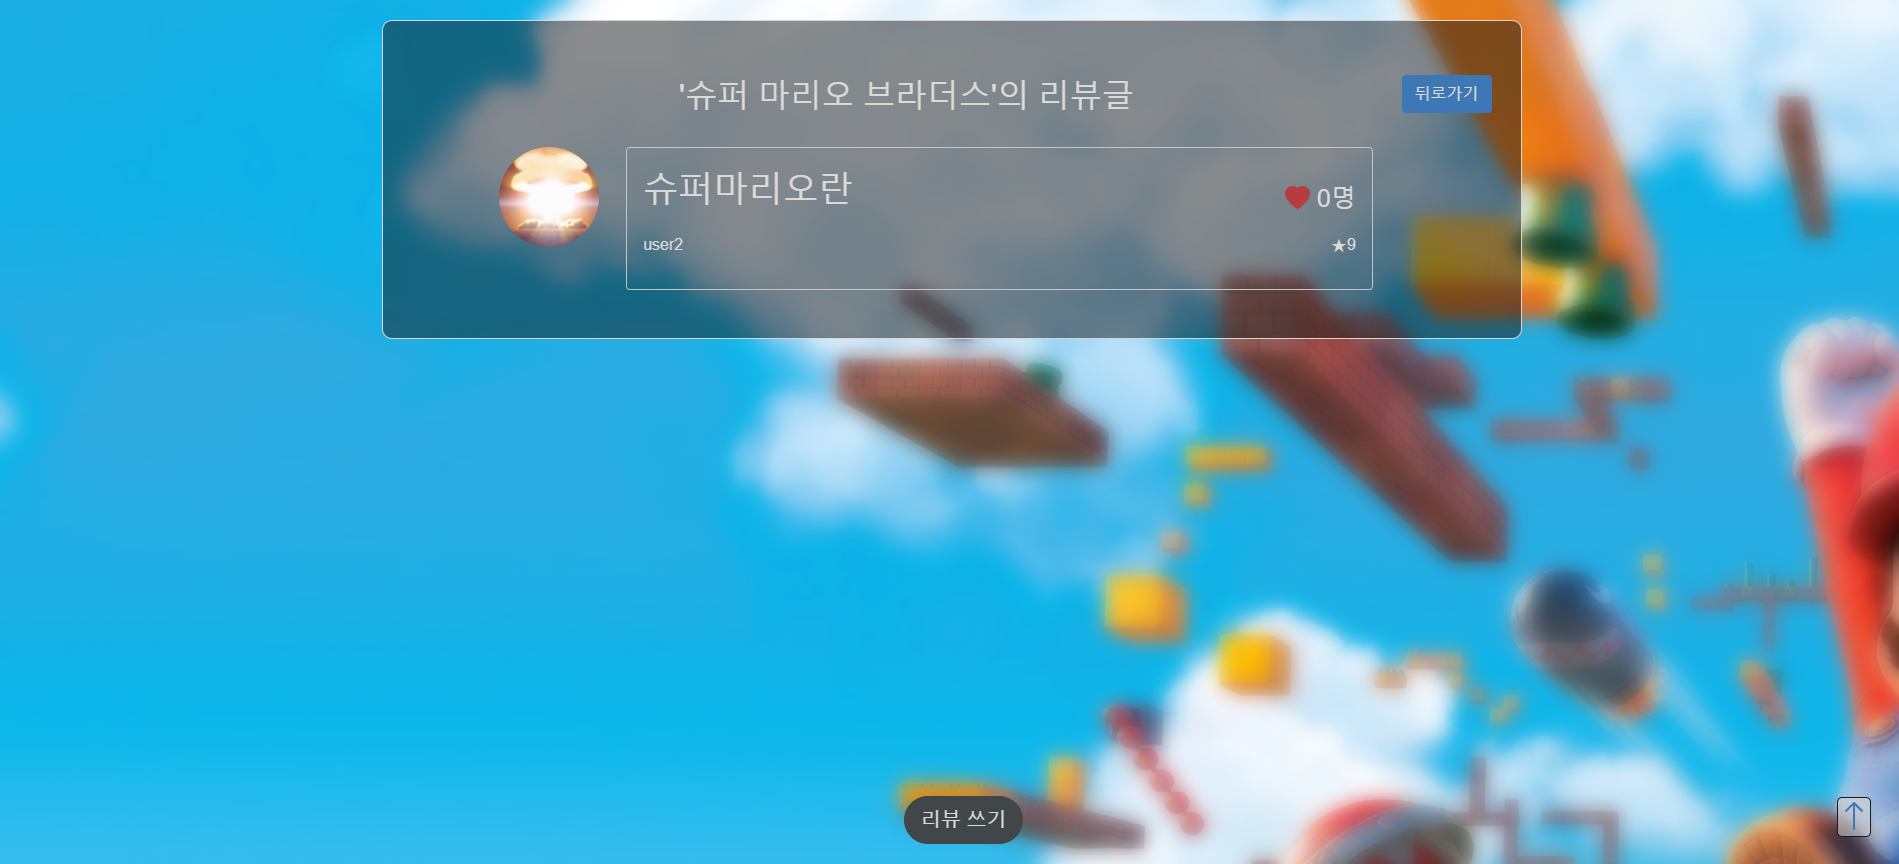 '슈퍼 마리오 브라더스'의 리뷰글
뒤로가기
슈퍼마리오란
0명
user2
★9
리뷰 쓰기